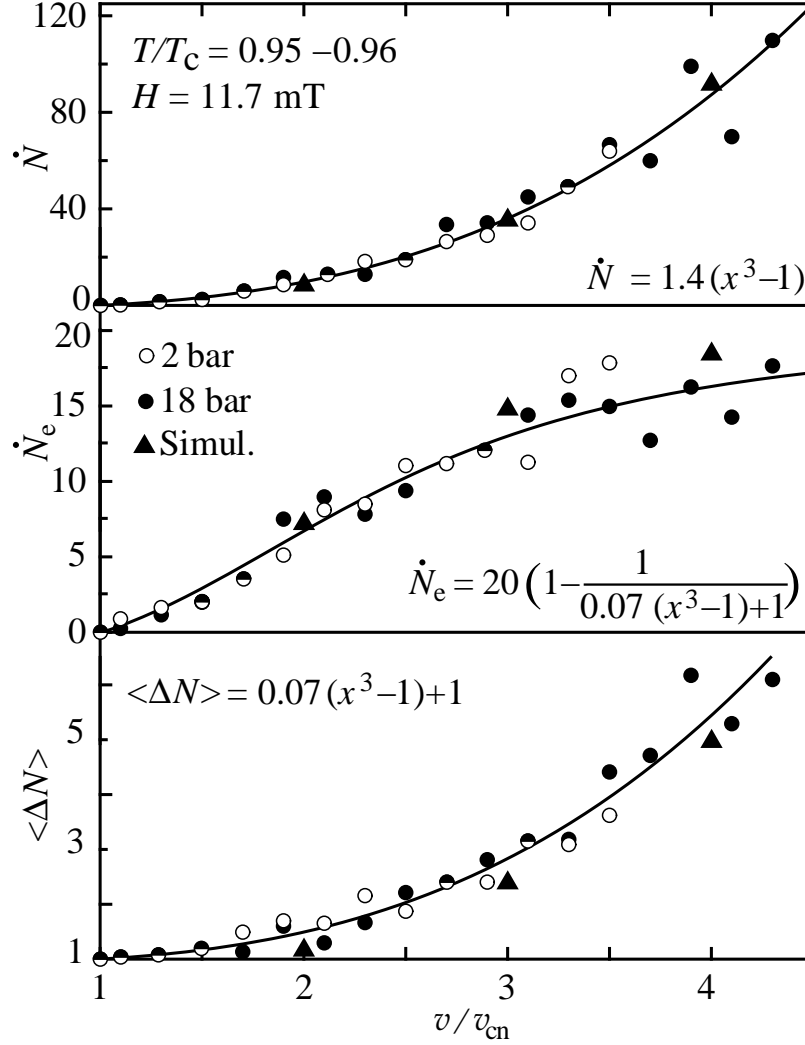 120
80
40
0
Ṅ
T/Tc = 0.95 –0.96
H = 11.7 mT
Ṅ = 1.4 (x³–1)
20
15
10
5
0
Ṅe
○ 2 bar
● 18 bar
▲ Simul.
Ṅe = 20 (1– 1/(0.07 (x³–1)+1))
5
3
1
<ΔN>
<ΔN> = 0.07 (x³–1)+1
1 2 3 4
v/vcn